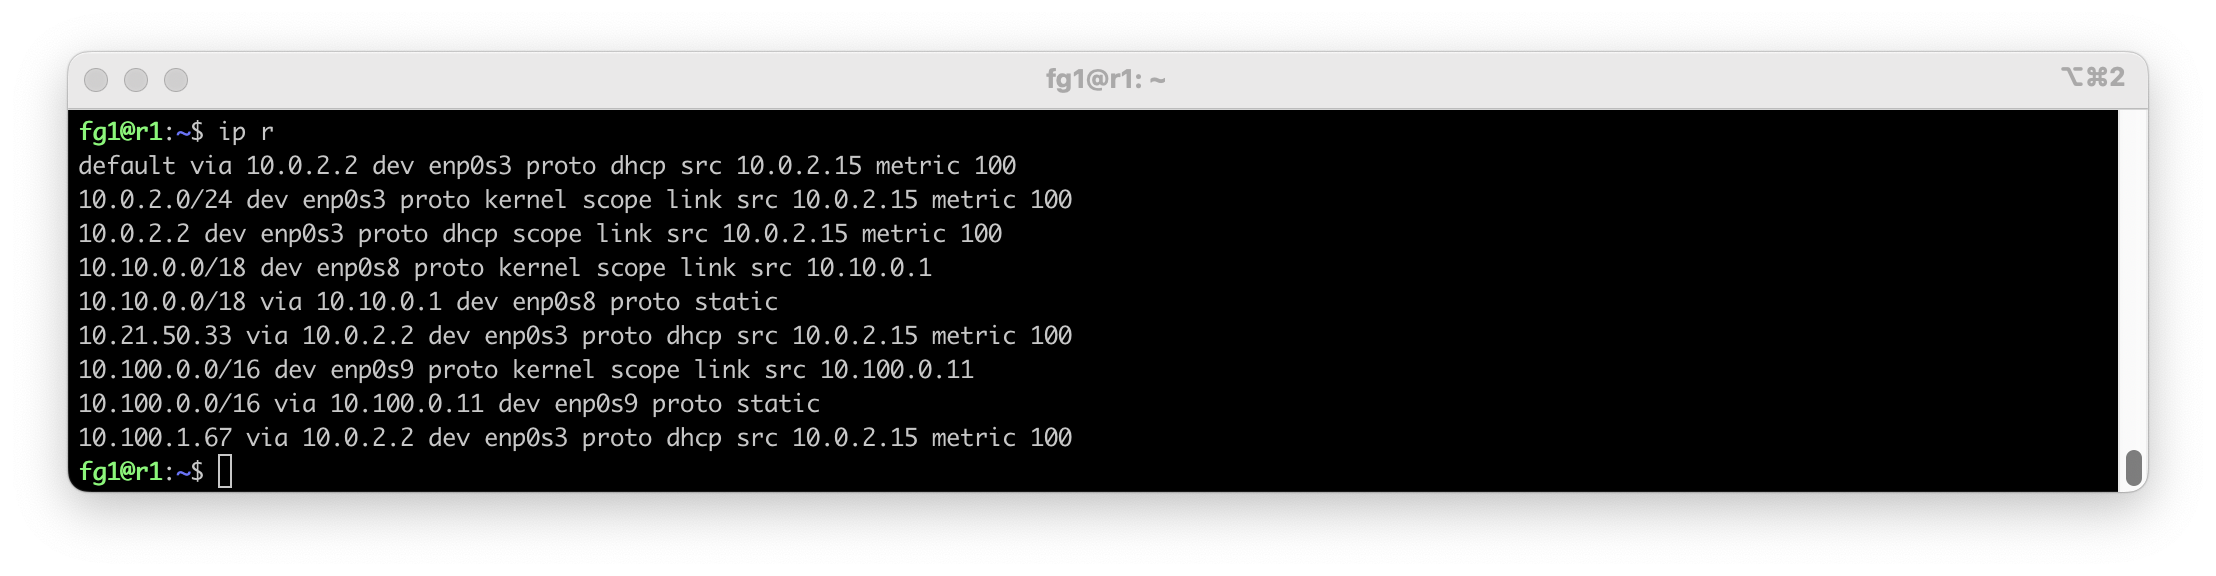 fg1@r1: ~
⌥⌘2
fg1@r1:~$ ip r
default via 10.0.2.2 dev enp0s3 proto dhcp src 10.0.2.15 metric 100
10.0.2.0/24 dev enp0s3 proto kernel scope link src 10.0.2.15 metric 100
10.0.2.2 dev enp0s3 proto dhcp scope link src 10.0.2.15 metric 100
10.10.0.0/18 dev enp0s8 proto kernel scope link src 10.10.0.1
10.10.0.0/18 via 10.10.0.1 dev enp0s8 proto static
10.21.50.33 via 10.0.2.2 dev enp0s3 proto dhcp src 10.0.2.15 metric 100
10.100.0.0/16 dev enp0s9 proto kernel scope link src 10.100.0.11
10.100.0.0/16 via 10.100.0.11 dev enp0s9 proto static
10.100.1.67 via 10.0.2.2 dev enp0s3 proto dhcp src 10.0.2.15 metric 100
fg1@r1:~$